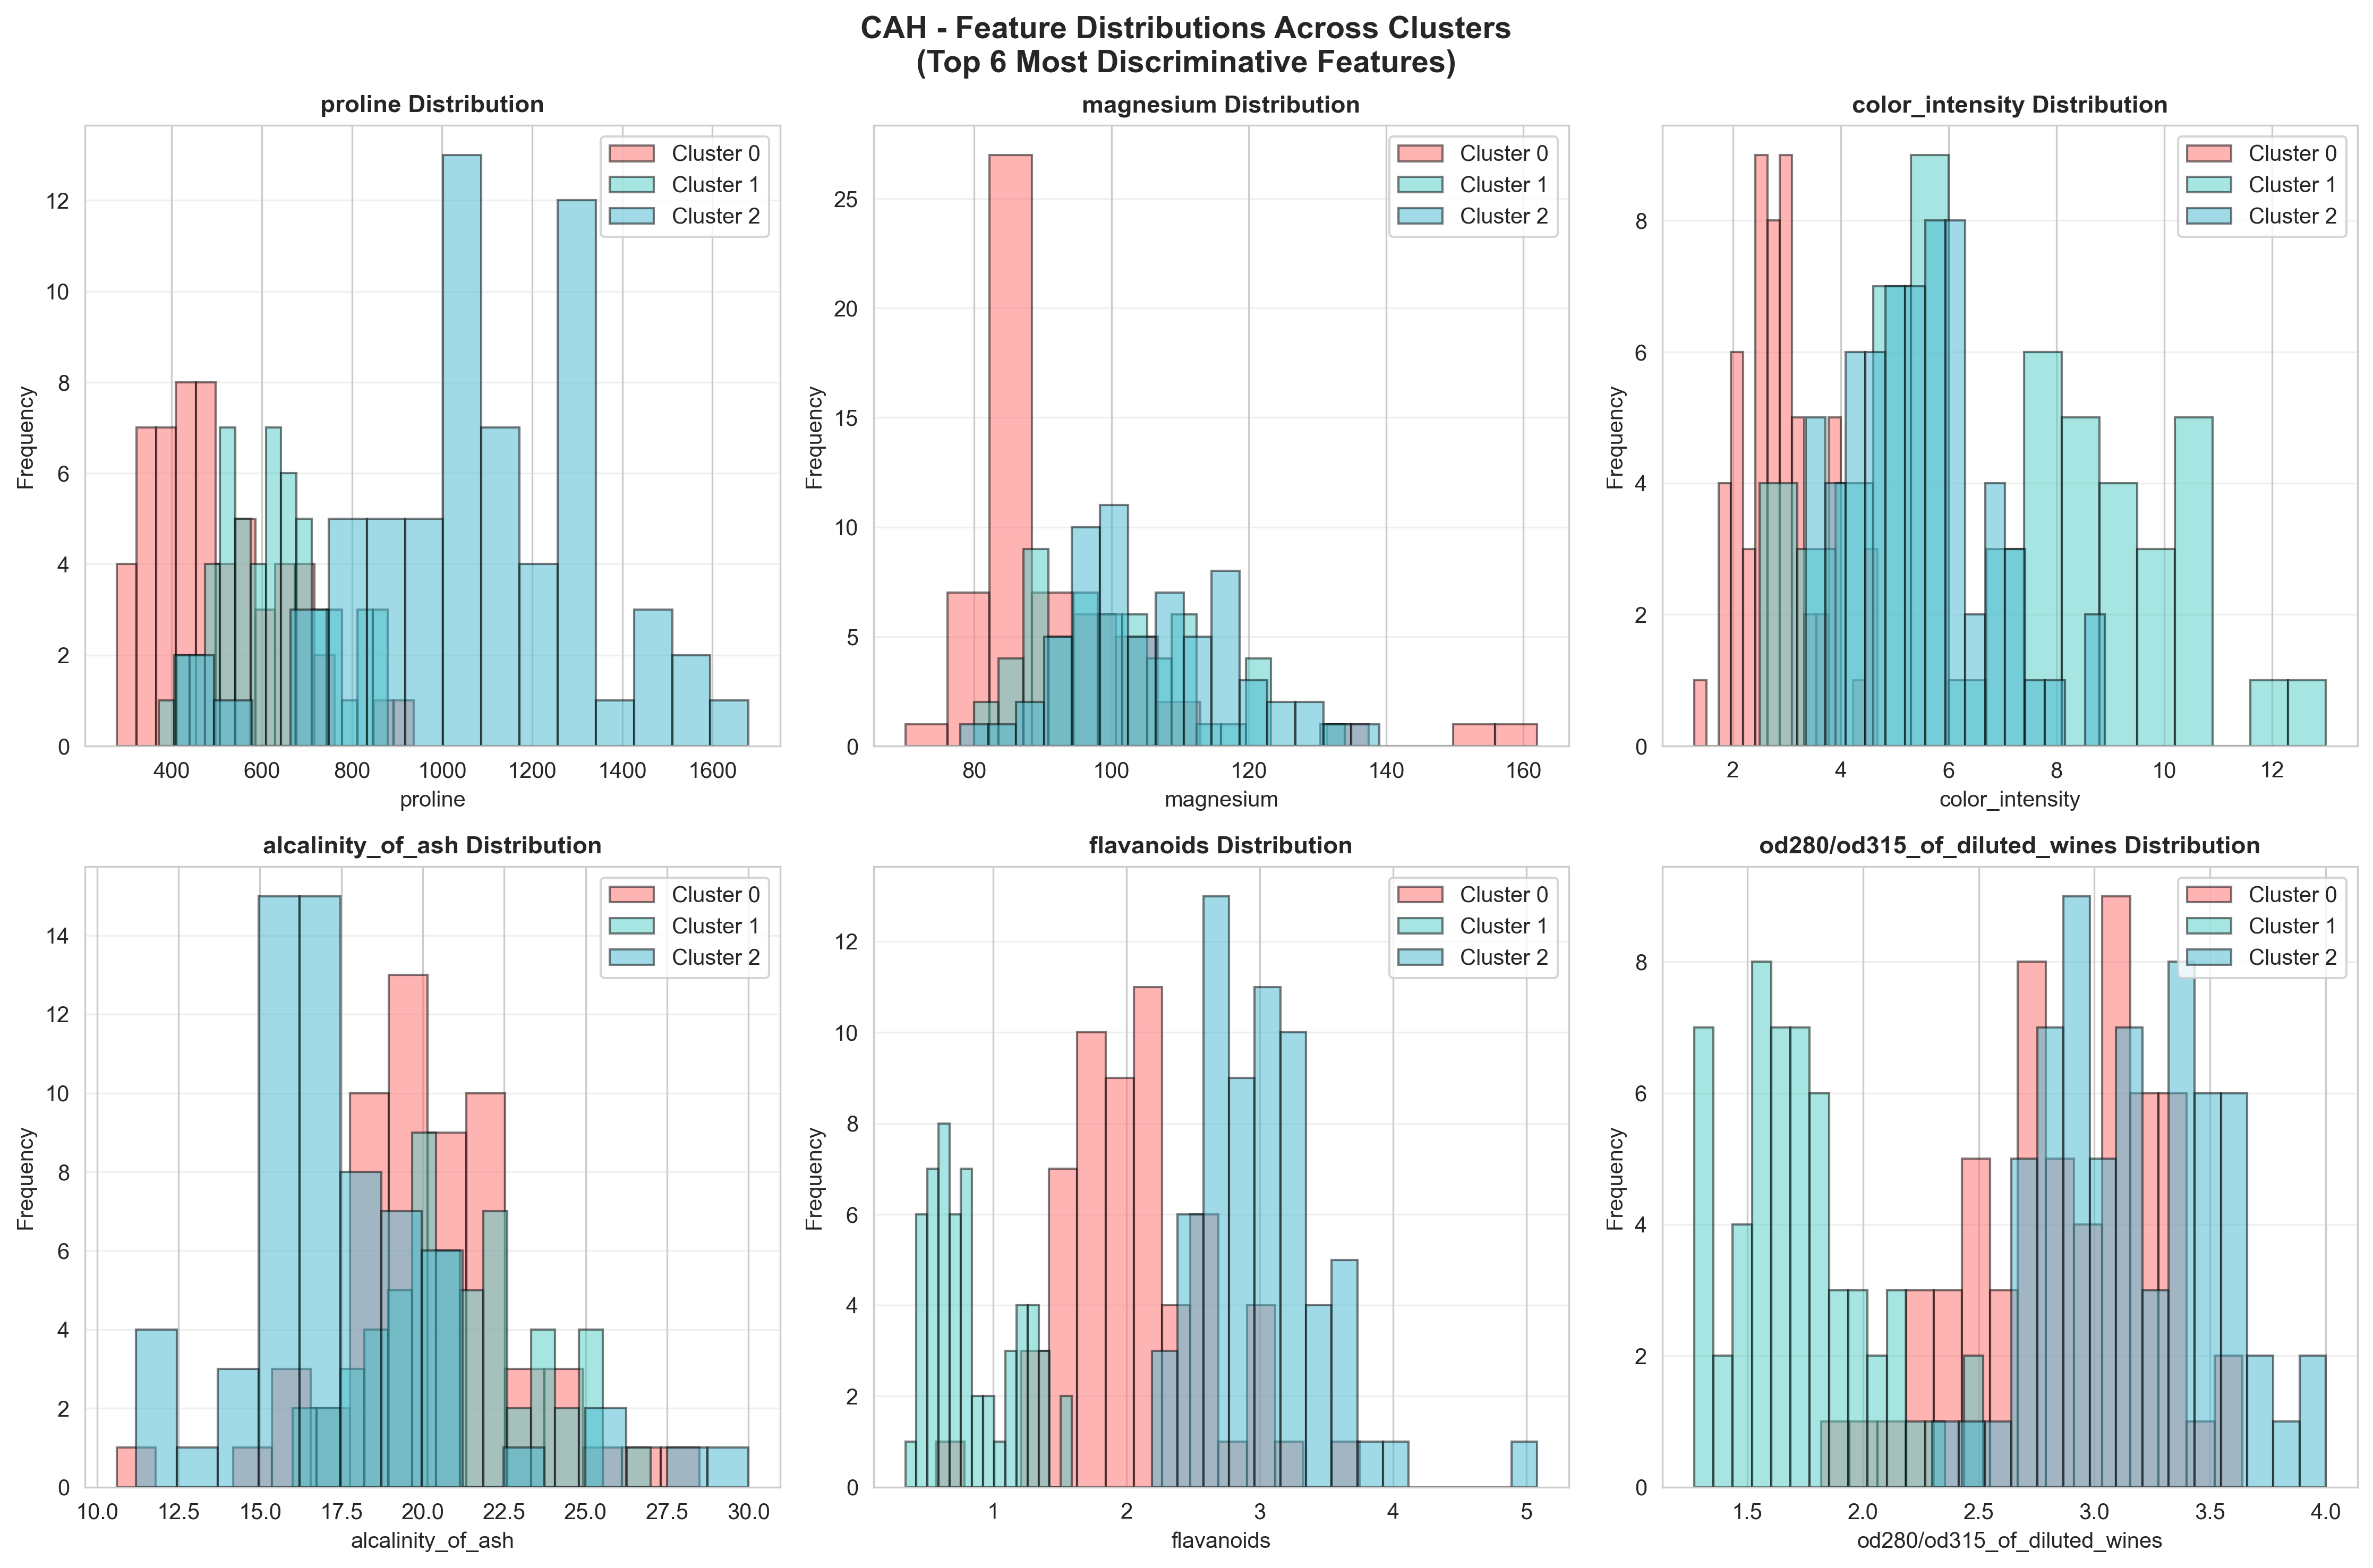 CAH - Feature Distributions Across Clusters
(Top 6 Most Discriminative Features)
proline Distribution
Frequency
12
10
8
6
4
2
0
400 600 800 1000 1200 1400 1600
proline
Cluster 0
Cluster 1
Cluster 2
magnesium Distribution
Frequency
25
20
15
10
5
0
80 100 120 140 160
magnesium
Cluster 0
Cluster 1
Cluster 2
color_intensity Distribution
Frequency
8
6
4
2
0
2 4 6 8 10 12
color_intensity
Cluster 0
Cluster 1
Cluster 2
alcalinity_of_ash Distribution
Frequency
14
12
10
8
6
4
2
0
10.0 12.5 15.0 17.5 20.0 22.5 25.0 27.5 30.0
alcalinity_of_ash
Cluster 0
Cluster 1
Cluster 2
flavanoids Distribution
Frequency
12
10
8
6
4
2
0
1 2 3 4 5
flavanoids
Cluster 0
Cluster 1
Cluster 2
od280/od315_of_diluted_wines Distribution
Frequency
8
6
4
2
0
1.5 2.0 2.5 3.0 3.5 4.0
od280/od315_of_diluted_wines
Cluster 0
Cluster 1
Cluster 2